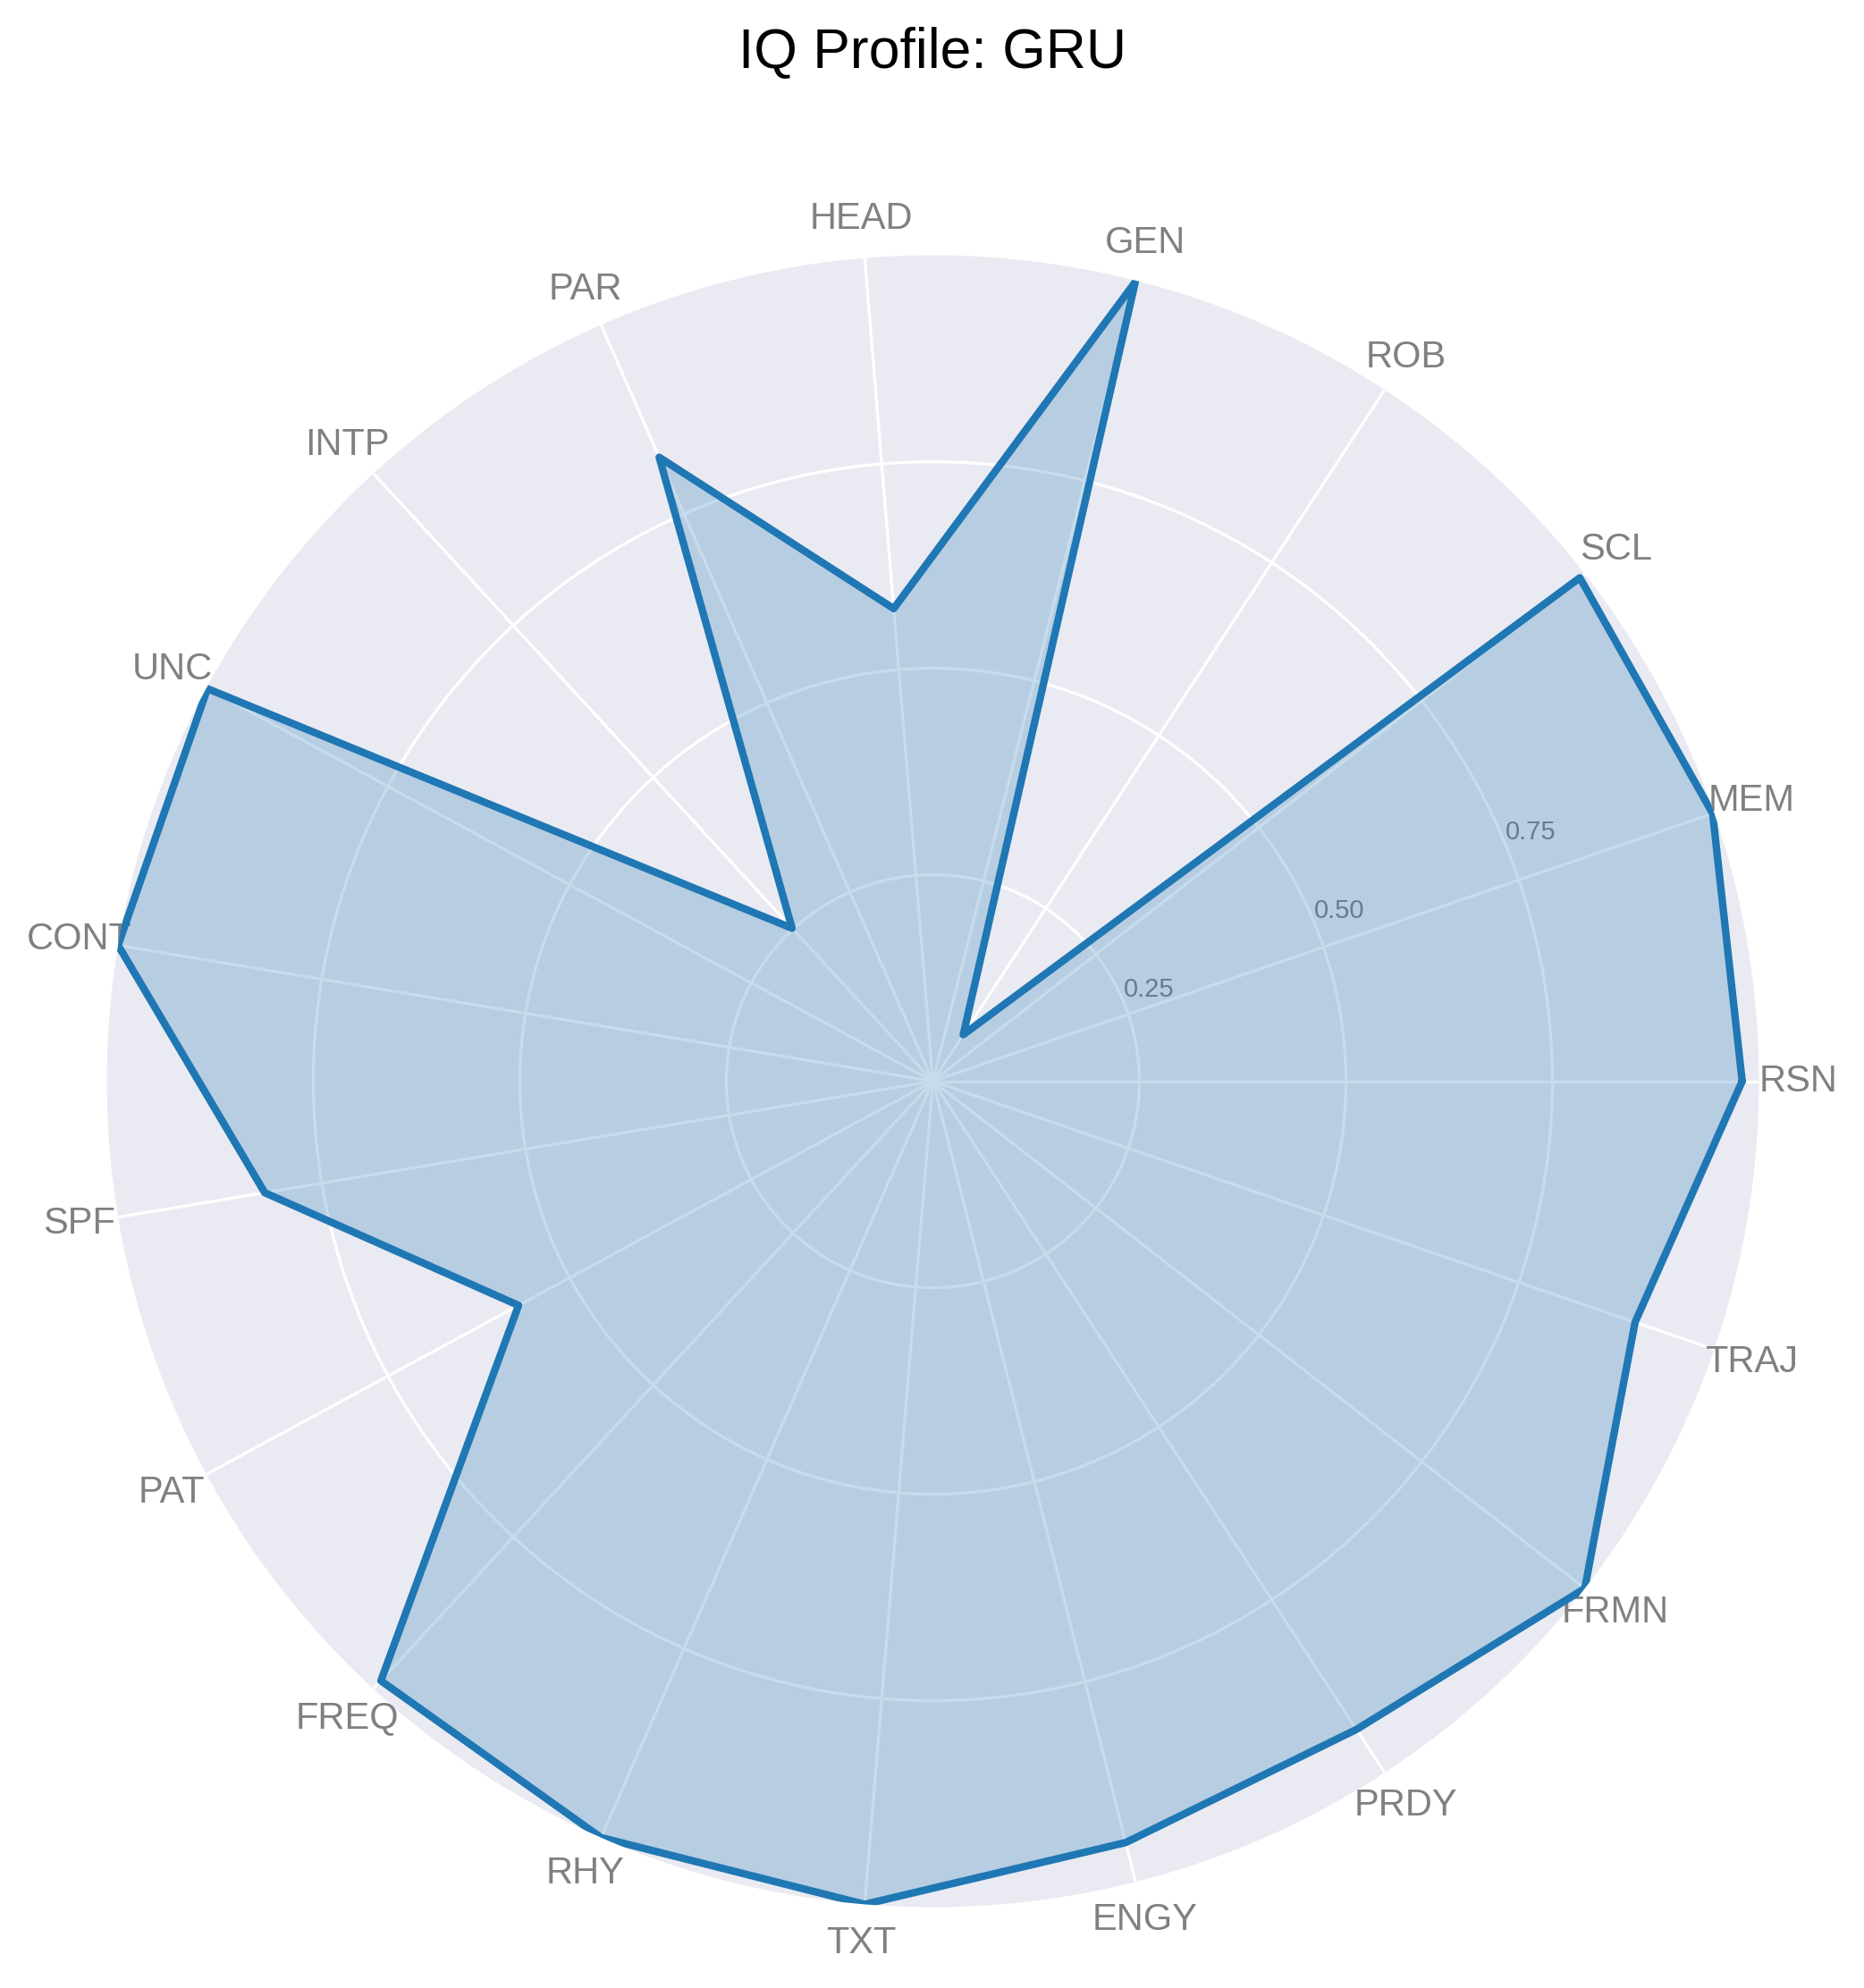 IQ Profile: GRU
HEAD
GEN
PAR
ROB
INTP
SCL
UNC
MEM
0.75
0.50
CONT
0.25
RSN
SPF
TRAJ
PAT
FRMN
FREQ
PRDY
RHY
ENGY
TXT